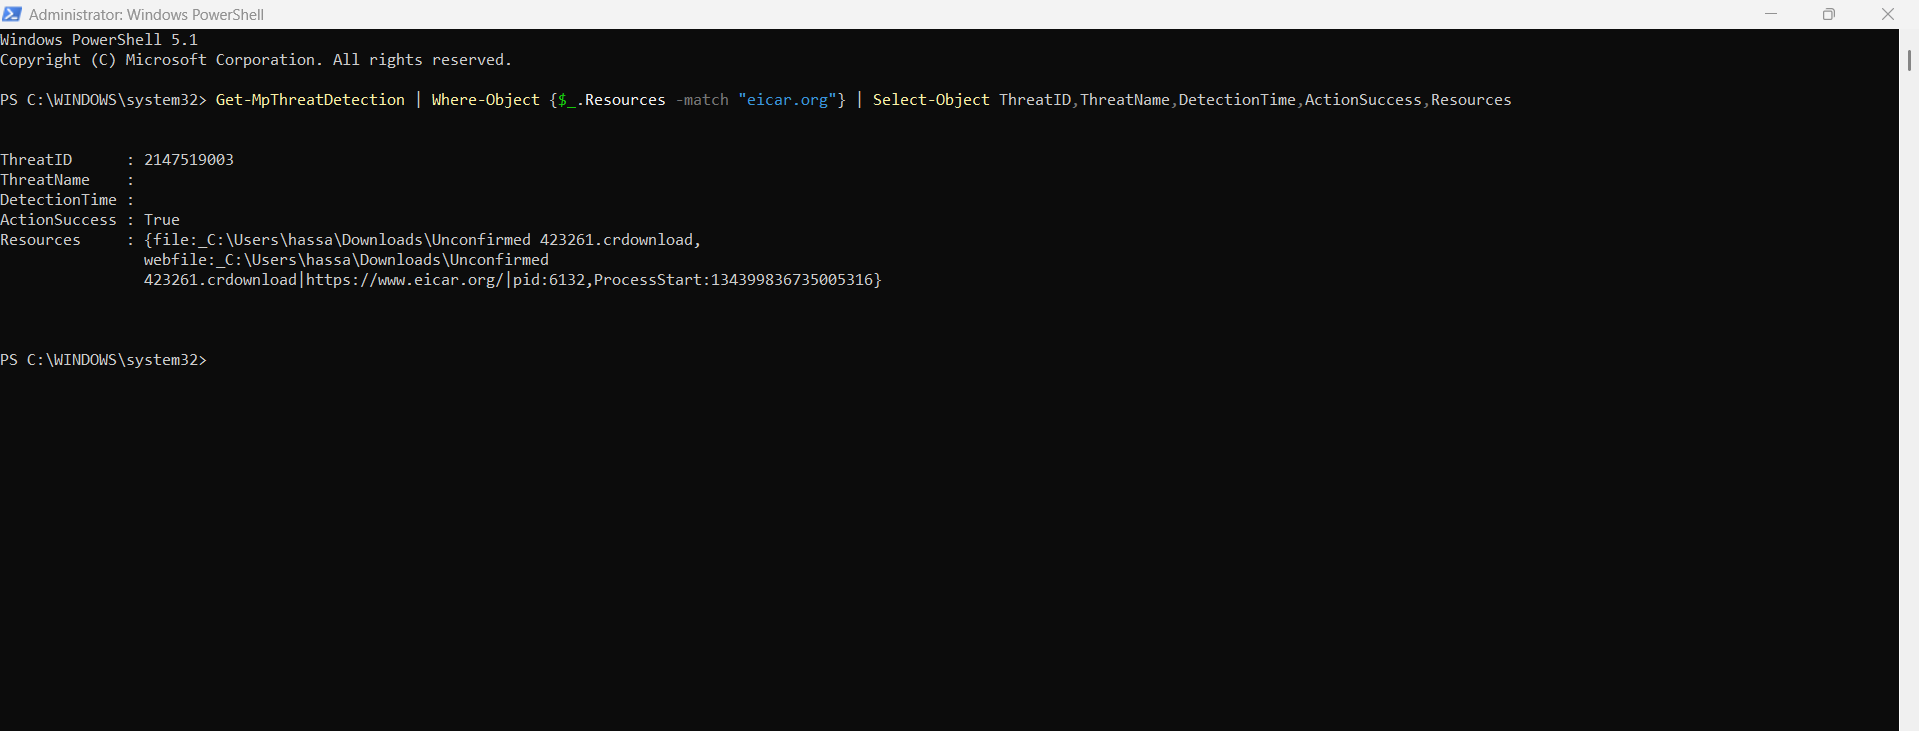 Administrator: Windows PowerShell
Windows PowerShell 5.1
Copyright (C) Microsoft Corporation. All rights reserved.
PS C:\WINDOWS\system32> Get-MpThreatDetection | Where-Object {$_.Resources -match "eicar.org"} | Select-Object ThreatID,ThreatName,DetectionTime,ActionSuccess,Resources
ThreatID      : 2147519003
ThreatName    :
DetectionTime :
ActionSuccess : True
Resources     : {file:_C:\Users\hassa\Downloads\Unconfirmed 423261.crdownload,
webfile:_C:\Users\hassa\Downloads\Unconfirmed
423261.crdownload|https://www.eicar.org/|pid:6132,ProcessStart:134399836735005316}
PS C:\WINDOWS\system32>